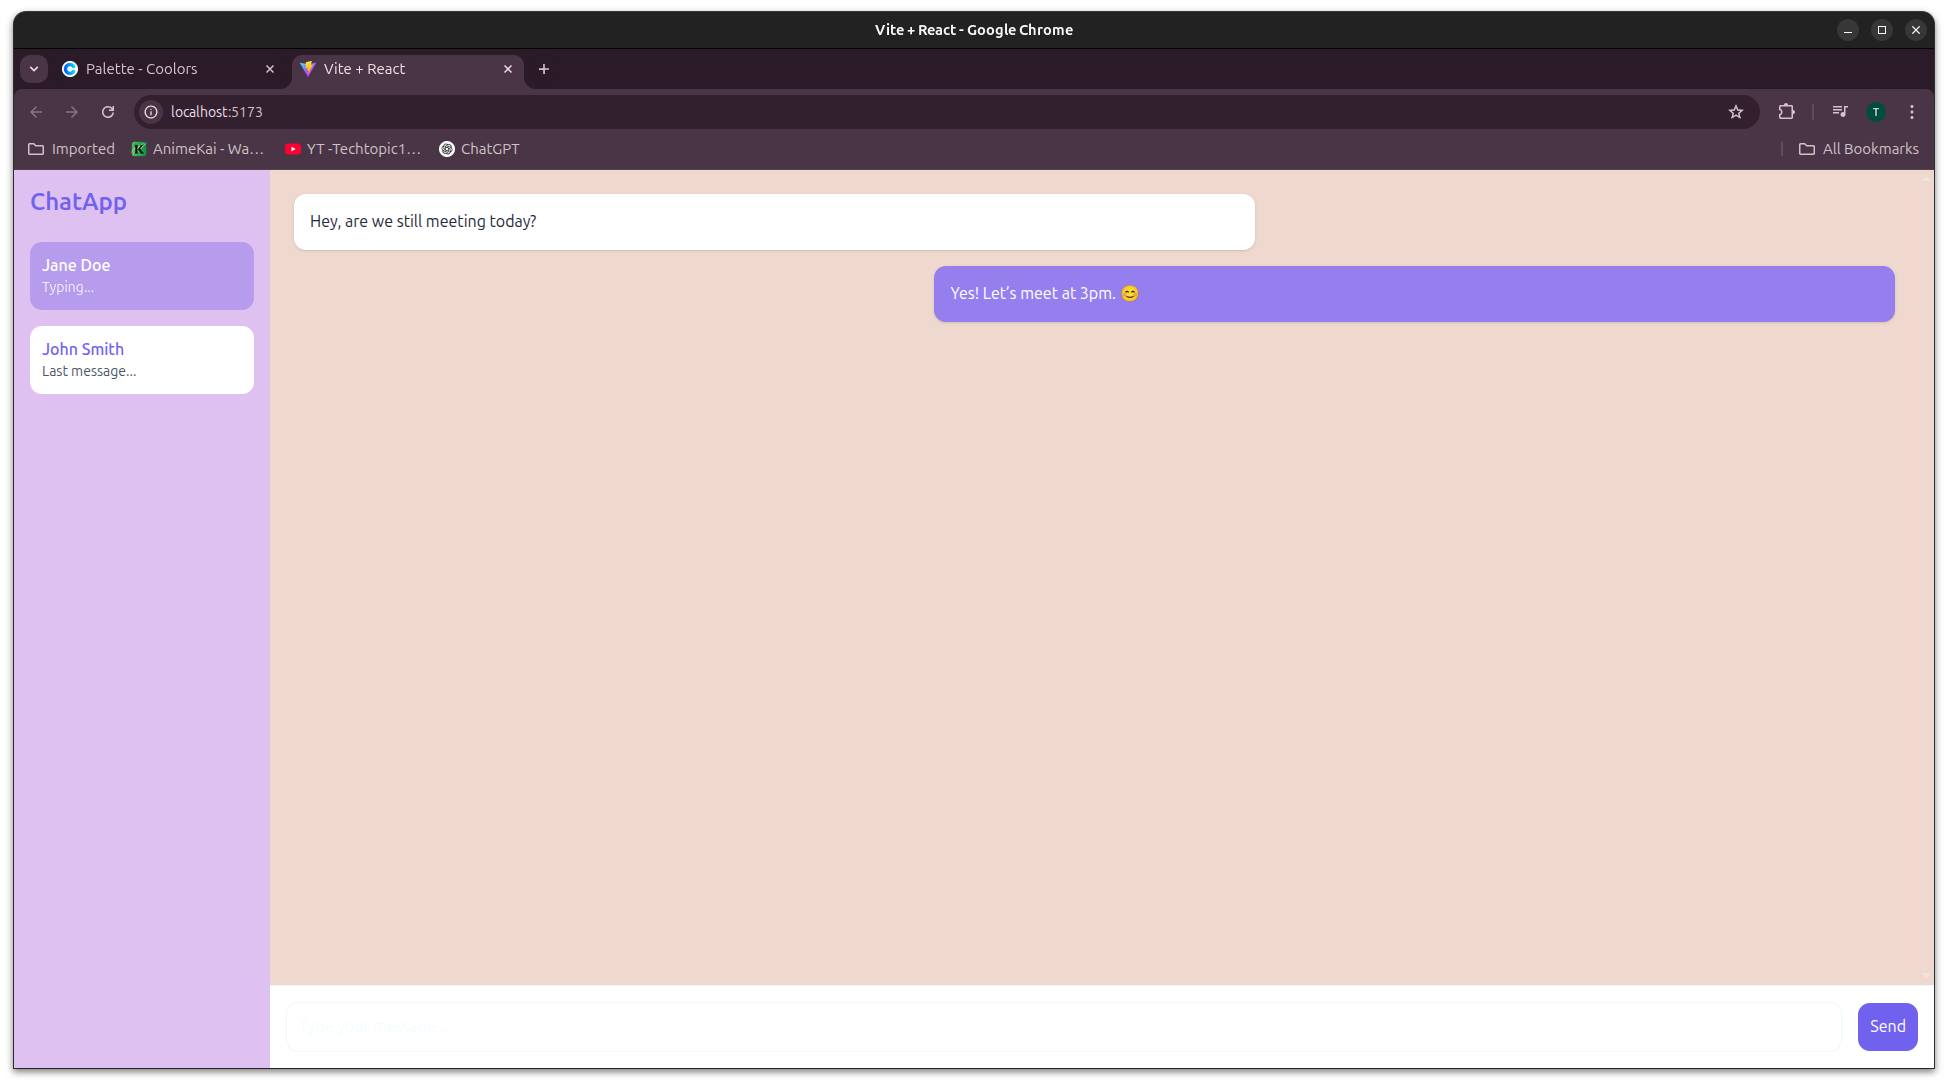 Vite + React - Google Chrome
Palette - Coolors
Vite + React
localhost:5173
T
Imported
AnimeKai - Wa...
YT -Techtopic1...
ChatGPT
All Bookmarks
ChatApp
Jane Doe
Typing...
John Smith
Last message...
Hey, are we still meeting today?
Yes! Let’s meet at 3pm. 😊
Type your message...
Send